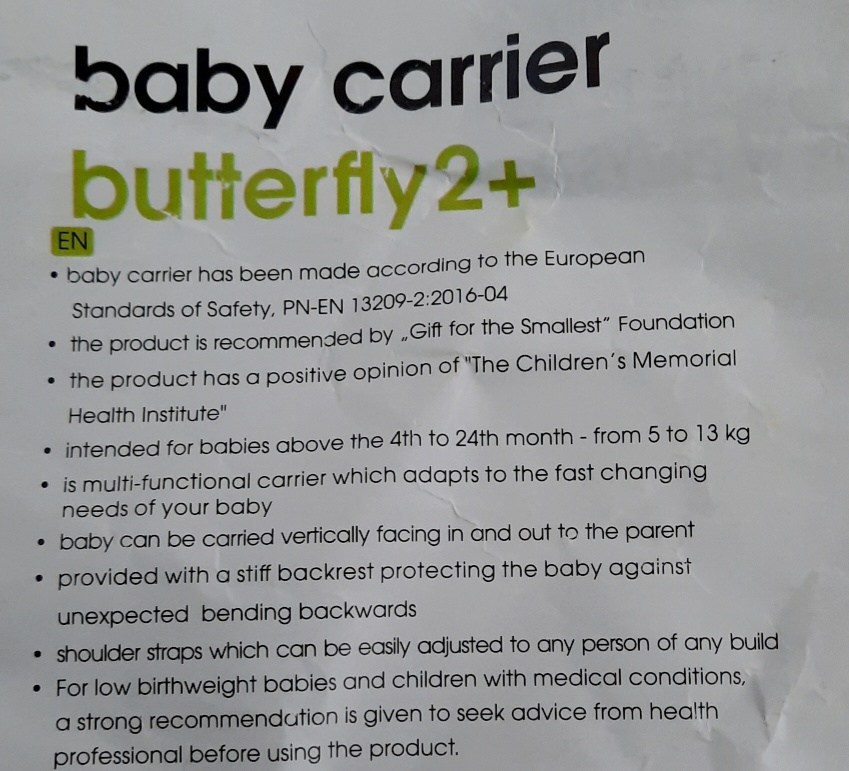 baby carrier
butterfly2+
EN
• baby carrier has been made according to the European
Standards of Safety, PN-EN 13209-2:2016-04
• the product is recommended by „Gift for the Smallest" Foundation
• the product has a positive opinion of "The Children's Memorial
Health Institute"
• intended for babies above the 4th to 24th month - from 5 to 13 kg
• is multi-functional carrier which adapts to the fast changing
needs of your baby
• baby can be carried vertically facing in and out to the parent
• provided with a stiff backrest protecting the baby against
unexpected bending backwards
• shoulder straps which can be easily adjusted to any person of any build
• For low birthweight babies and children with medical conditions,
a strong recommendation is given to seek advice from health
professional before using the product.